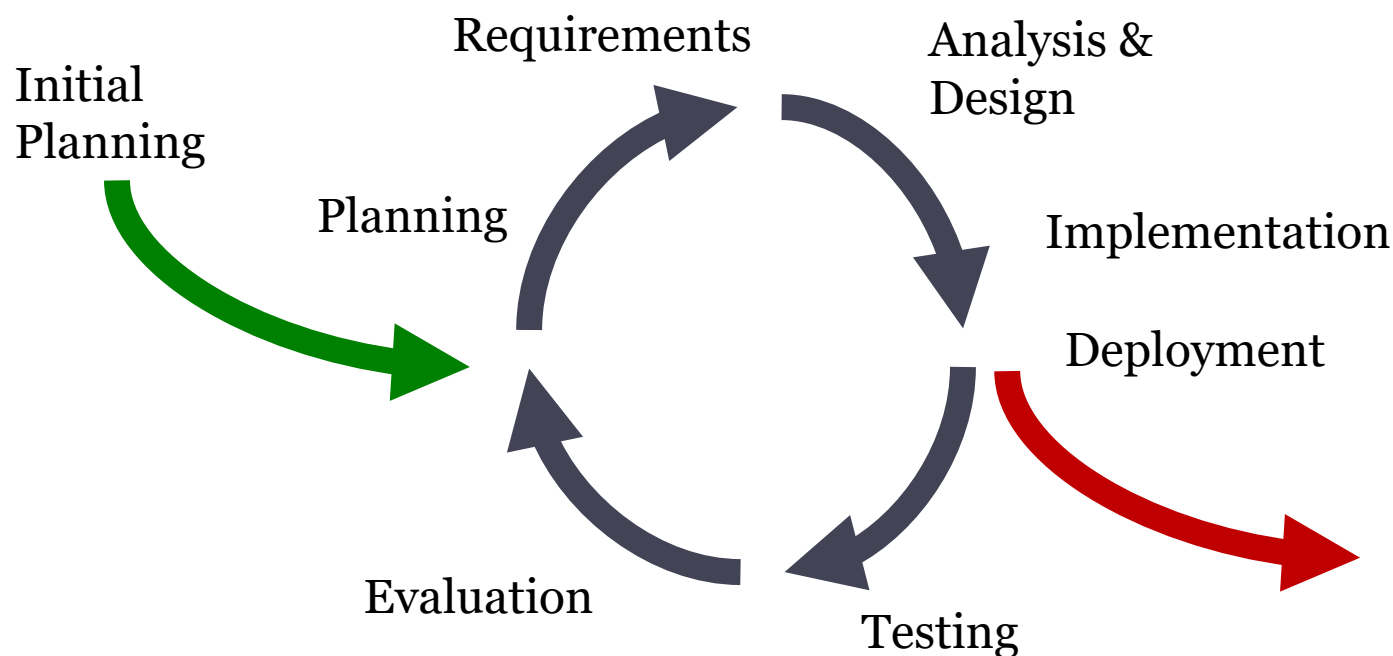 Initial
Planning
Planning
Requirements
Analysis &
Design
Implementation
Deployment
Testing
Evaluation